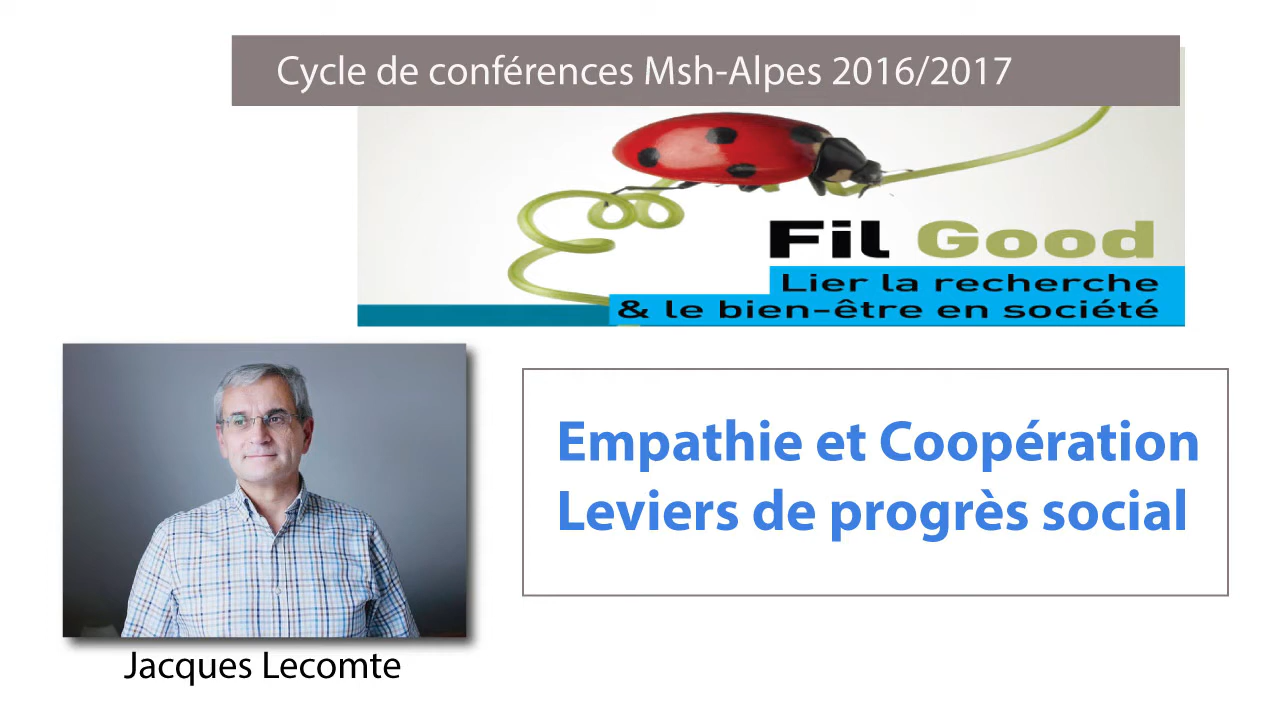 Cycle de conférences Msh-Alpes 2016/2017
Fil Good
Lier la recherche
& le bien-être en société
Empathie et Coopération
Leviers de progrès social
Jacques Lecomte